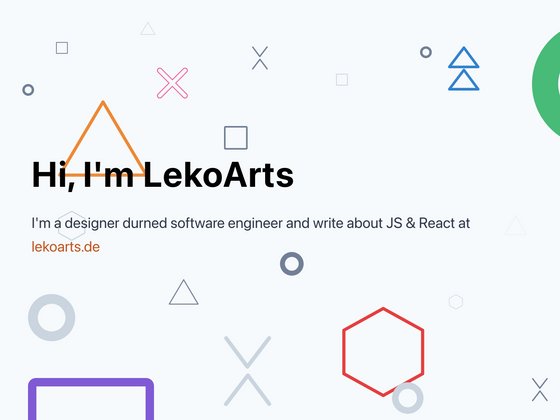 Hi, I'm LekoArts
I'm a designer durned software engineer and write about JS & React at
lekoarts.de